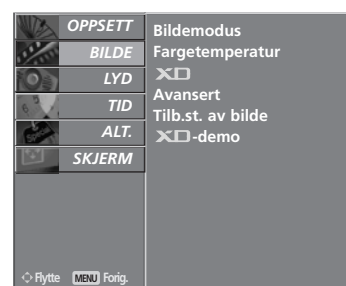 OPPSETT
BILDE
LYD
TID
ALT.
SKJERM
Flytte MENU Forig.
Bildemodus
Fargetemperatur
XD
Avansert
Tilb.st. av bilde
XD-demo